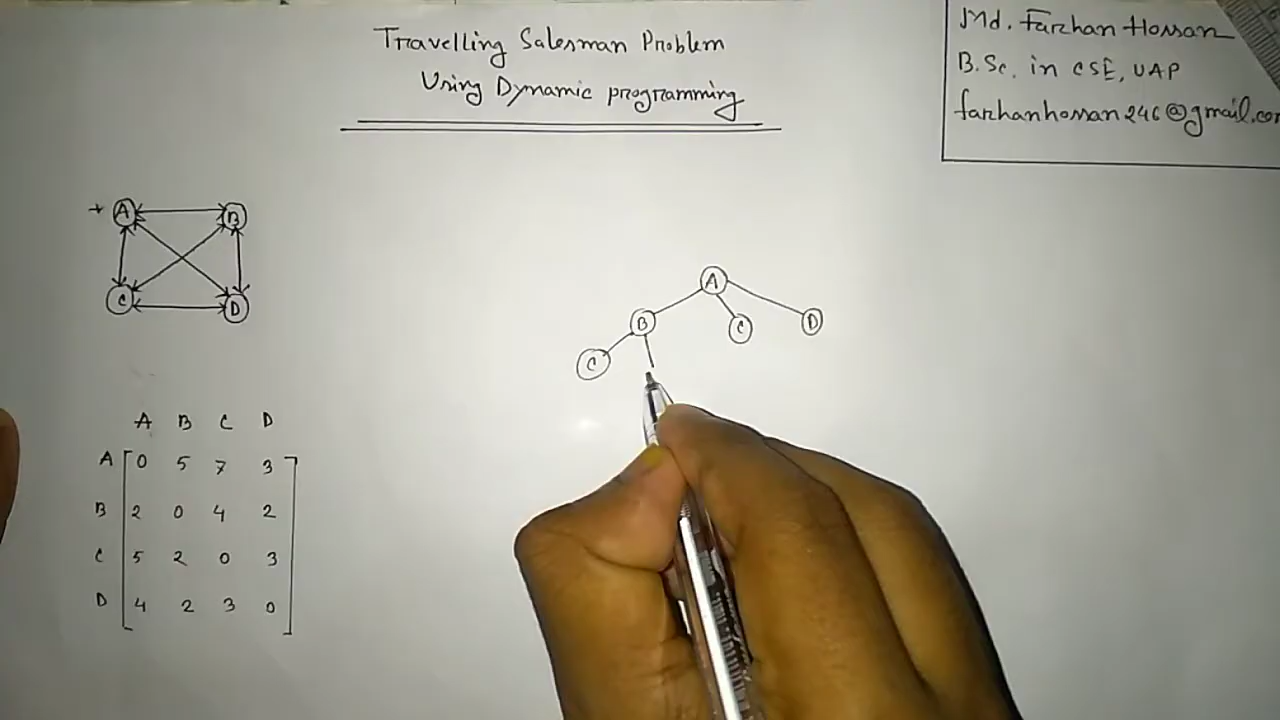 Travelling Salesman Problem
Using Dynamic programming
Md. Farhan Hossan
B.Sc. in CSE, UAP
farhanhossan246@gmail.com
A B
C D
A
B C D
C
A B C D
A 0 5 7 3
B 2 0 4 2
C 5 2 0 3
D 4 2 3 0